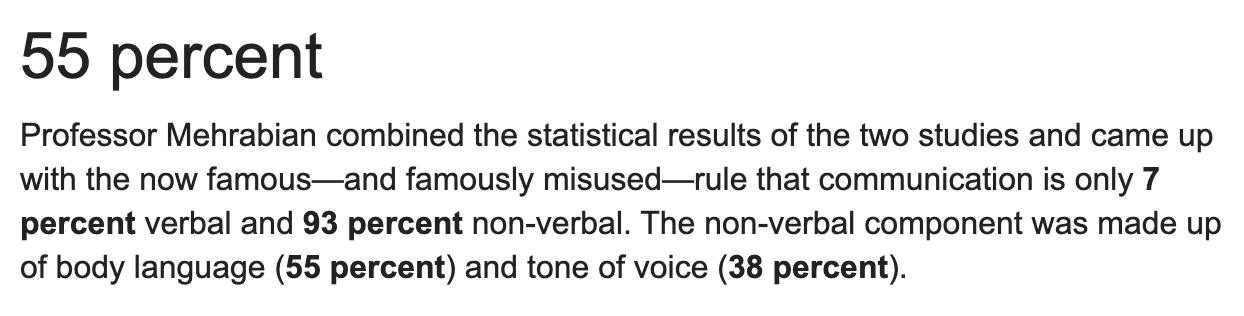 55 percent
Professor Mehrabian combined the statistical results of the two studies and came up
with the now famous—and famously misused—rule that communication is only 7
percent verbal and 93 percent non-verbal. The non-verbal component was made up
of body language (55 percent) and tone of voice (38 percent).